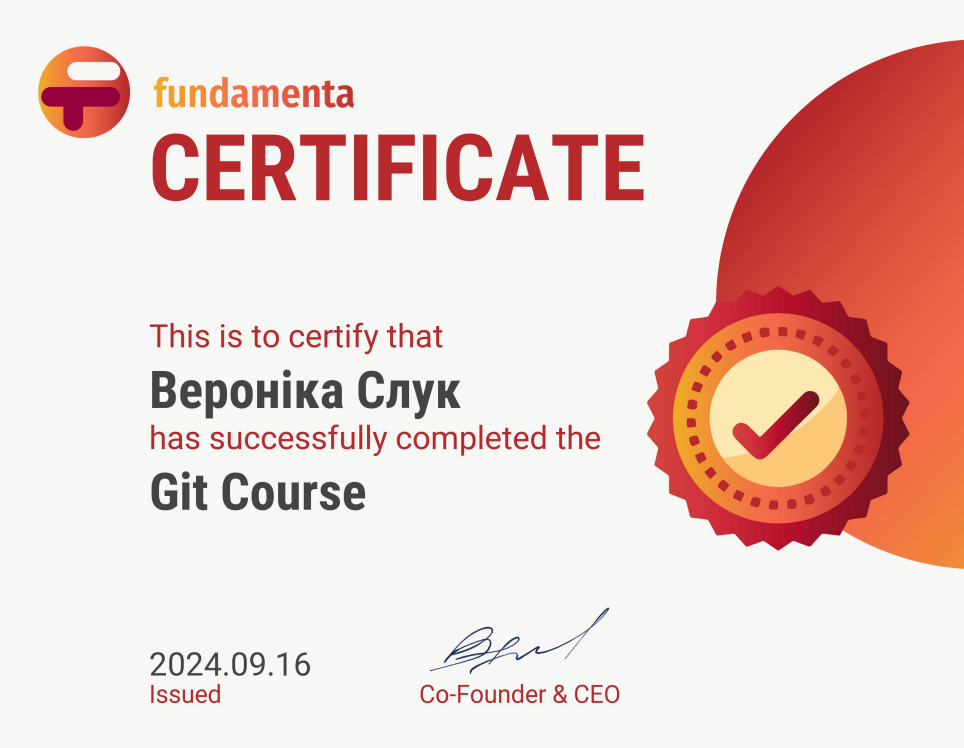 fundamenta
CERTIFICATE
This is to certify that
Вероніка Слук
has successfully completed the
Git Course
2024.09.16
Issued
Co-Founder & CEO